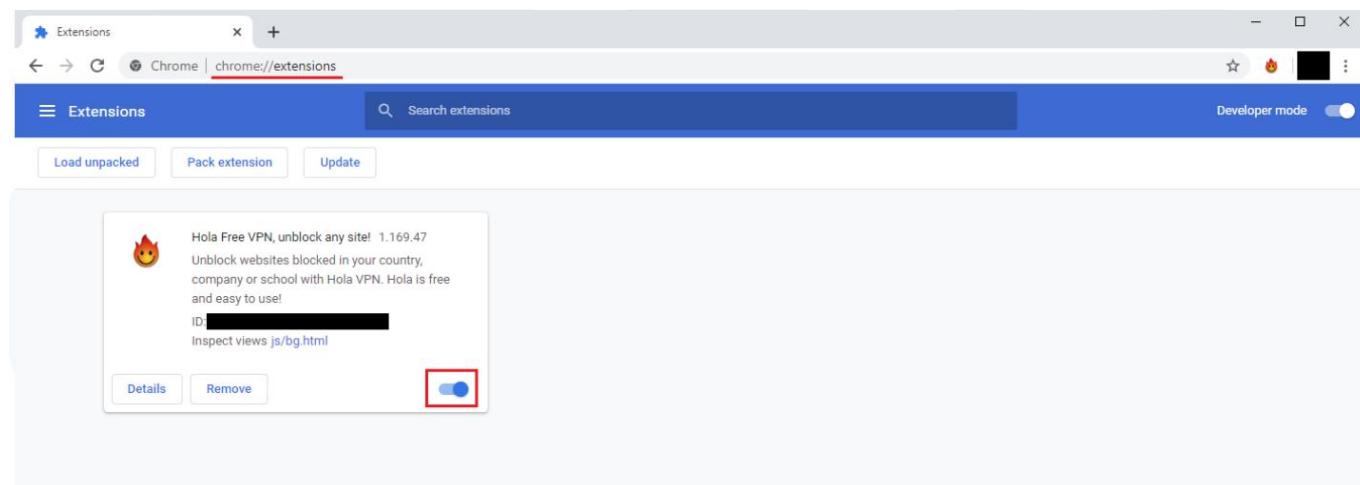 Extensions
Chrome | chrome://extensions
Extensions
Search extensions
Developer mode
Load unpacked
Pack extension
Update
Hola Free VPN, unblock any site! 1.169.47
Unblock websites blocked in your country,
company or school with Hola VPN. Hola is free
and easy to use!
ID:
Inspect views js/bg.html
Details
Remove